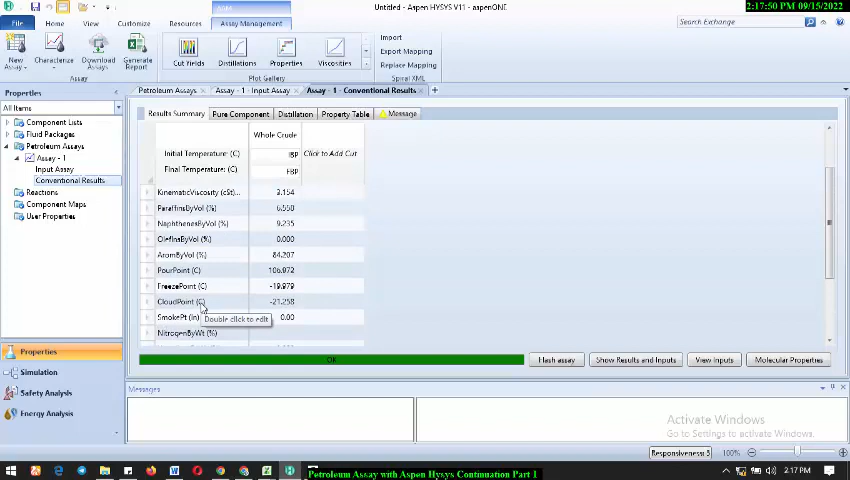 Untitled - Aspen HYSYS V11 - aspenONE
2:17:50 PM 09/15/2022
File
Home
View
Customize
Resources
Assay Management
Search Exchange
New Assay
Characterize
Download Assays
Generate Report
Assay
Cut Yields
Distillations
Properties
Viscosities
Plot Gallery
Import
Export Mapping
Replace Mapping
Spiral XML
Properties
All Items
Component Lists
Fluid Packages
Petroleum Assays
Assay - 1
Input Assay
Conventional Results
Reactions
Component Maps
User Properties
Properties
Simulation
Safety Analysis
Energy Analysis
Petroleum Assays
Assay - 1 - Input Assay
Assay - 1 - Conventional Results
Results Summary
Pure Component
Distillation
Property Table
Message
Whole Crude
Initial Temperature: (C) IBP Click to Add Cut
Final Temperature: (C) FBP
KinematicViscosity (cSt)... 3.154
ParaffinsByVol (%) 6.558
NaphthenesByVol (%) 9.235
OlefinsByVol (%) 0.000
AromByVol (%) 84.207
PourPoint (C) 106.972
FreezePoint (C) -19.979
CloudPoint (C) -21.258
SmokePt (in) 0.00
Double click to edit
NitrogenByWt (%)
OK
Flash assay
Show Results and Inputs
View Inputs
Molecular Properties
Messages
Activate Windows
Go to Settings to activate Windows.
Responsiveness: 5
100%
Petroleum Assay with Aspen Hysys Continuation Part 1
2:17 PM